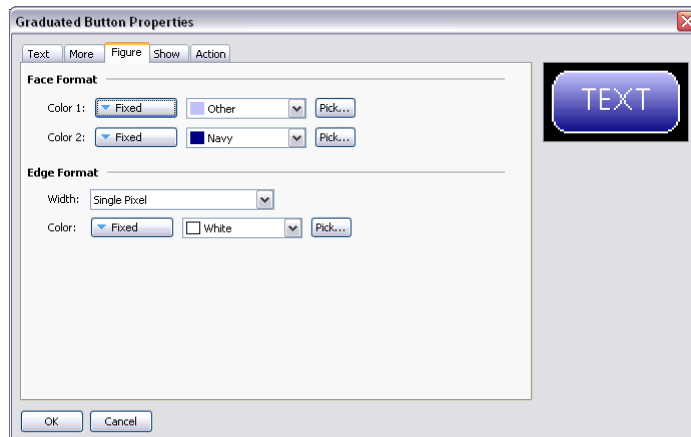 Graduated Button Properties
Text More Figure Show Action
Face Format
Color 1: Fixed Other Pick...
Color 2: Fixed Navy Pick...
Edge Format
Width: Single Pixel
Color: Fixed White Pick...
TEXT
OK Cancel